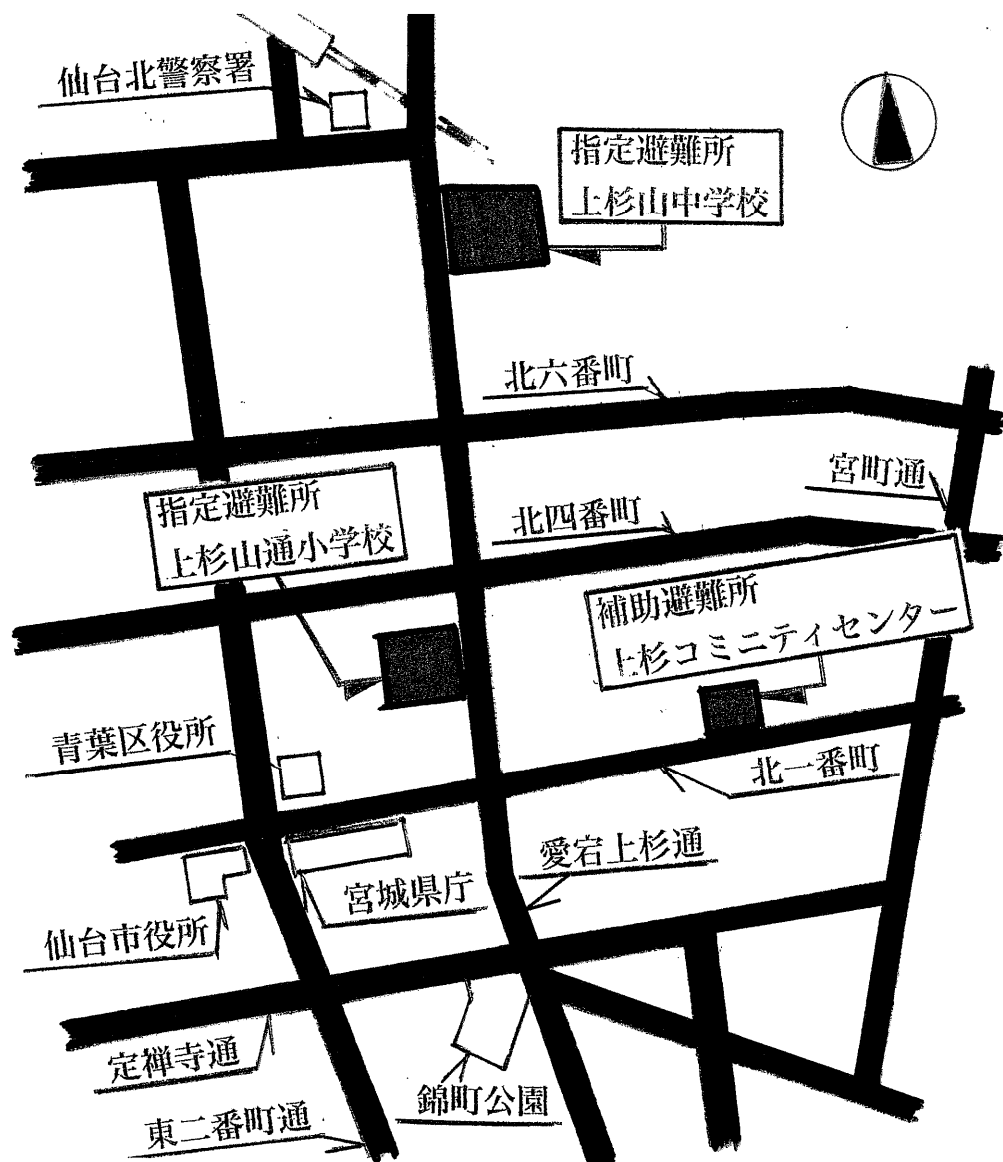 仙台北警察署
指定避難所
上杉山中学校
北六番町
宮町通
指定避難所
上杉山通小学校
北四番町
補助避難所
上杉コミニティセンター
青葉区役所
北一番町
愛宕上杉通
宮城県庁
仙台市役所
定禅寺通
錦町公園
東二番町通